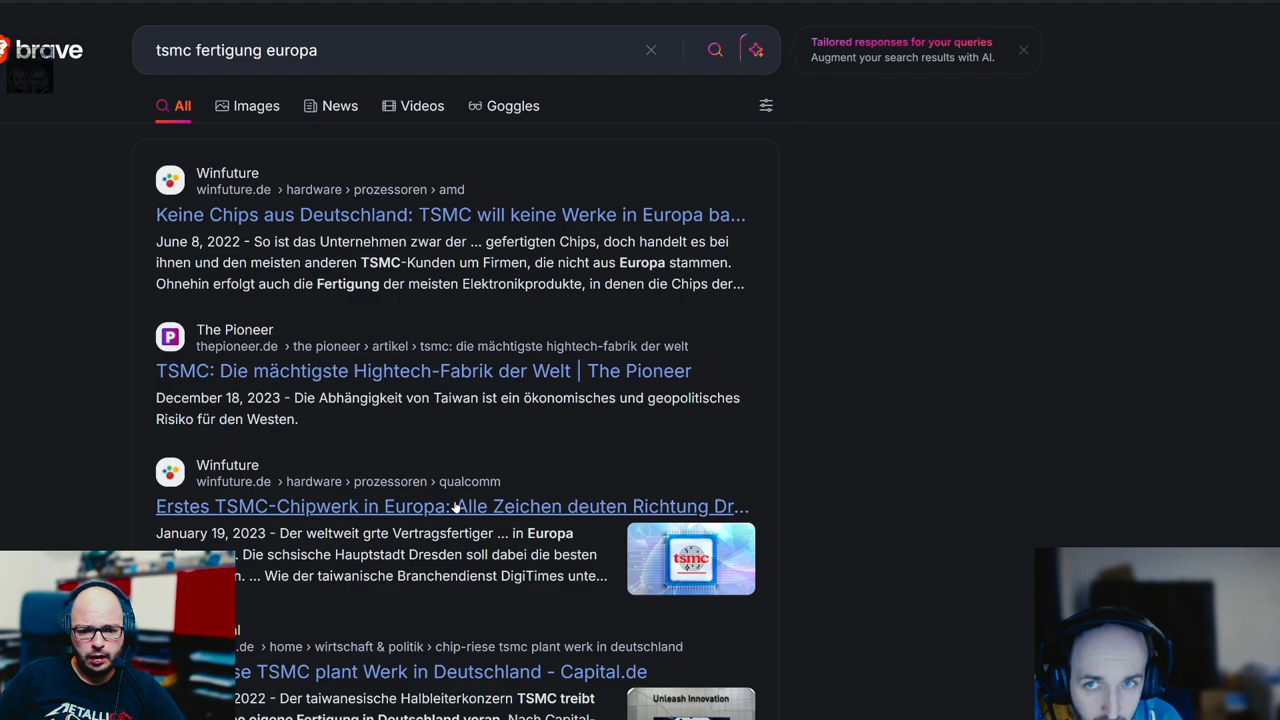 brave
tsmc fertigung europa
Tailored responses for your queries
Augment your search results with AI.
All
Images
News
Videos
Goggles
Winfuture
winfuture.de › hardware › prozessoren › amd
Keine Chips aus Deutschland: TSMC will keine Werke in Europa ba...
June 8, 2022 - So ist das Unternehmen zwar der ... gefertigten Chips, doch handelt es bei
ihnen und den meisten anderen TSMC-Kunden um Firmen, die nicht aus Europa stammen.
Ohnehin erfolgt auch die Fertigung der meisten Elektronikprodukte, in denen die Chips der...
The Pioneer
thepioneer.de › the pioneer › artikel › tsmc: die mächtigste hightech-fabrik der welt
TSMC: Die mächtigste Hightech-Fabrik der Welt | The Pioneer
December 18, 2023 - Die Abhängigkeit von Taiwan ist ein ökonomisches und geopolitisches
Risiko für den Westen.
Winfuture
winfuture.de › hardware › prozessoren › qualcomm
Erstes TSMC-Chipwerk in Europa: Alle Zeichen deuten Richtung Dr...
January 19, 2023 - Der weltweit grte Vertragsfertiger ... in Europa
Die schsische Hauptstadt Dresden soll dabei die besten
... Wie der taiwanische Branchendienst DigiTimes unte...
tsmc
.de › home › wirtschaft & politik › chip-riese tsmc plant werk in deutschland
TSMC plant Werk in Deutschland - Capital.de
2022 - Der taiwanesische Halbleiterkonzern TSMC treibt
eigene Fertigung in Deutschland voran. Nach Capital-
Unleash Innovation
METALLICA